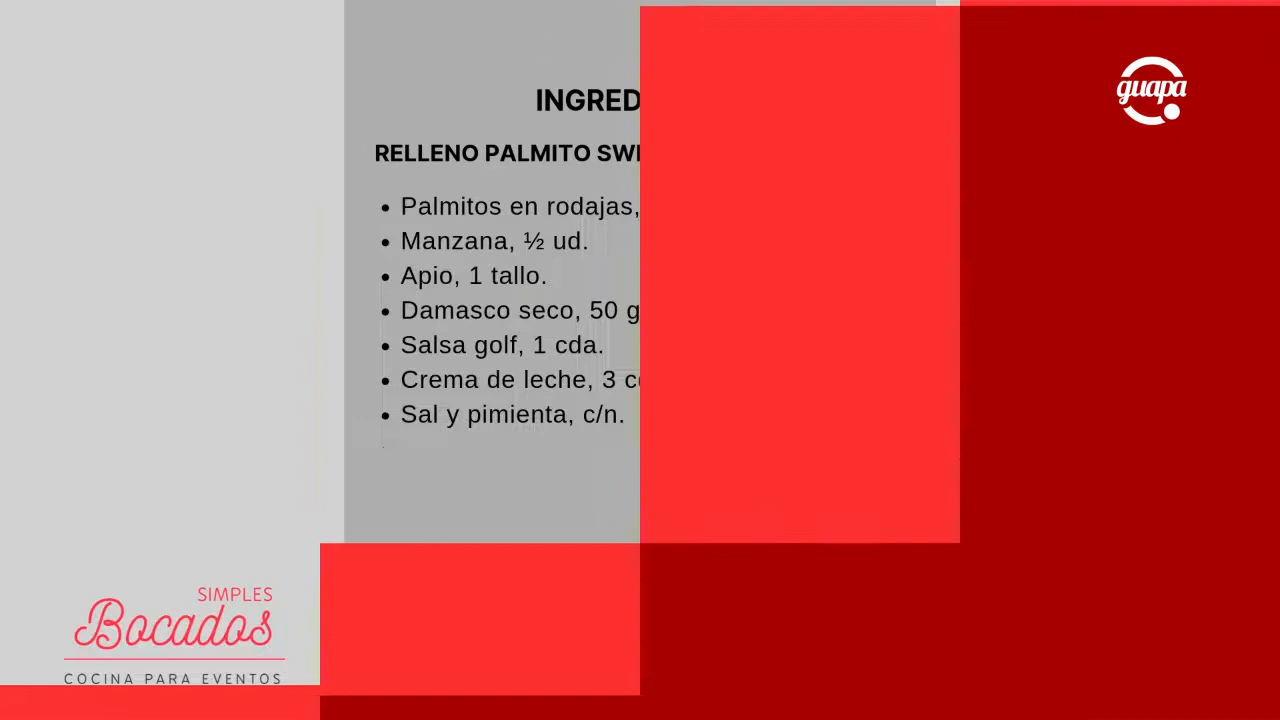 guapa
INGRED
RELLENO PALMITO SW
• Palmitos en rodajas,
• Manzana, ½ ud.
• Apio, 1 tallo.
• Damasco seco, 50 g
• Salsa golf, 1 cda.
• Crema de leche, 3 c
• Sal y pimienta, c/n.
SIMPLES
Bocados
COCINA PARA EVENTOS